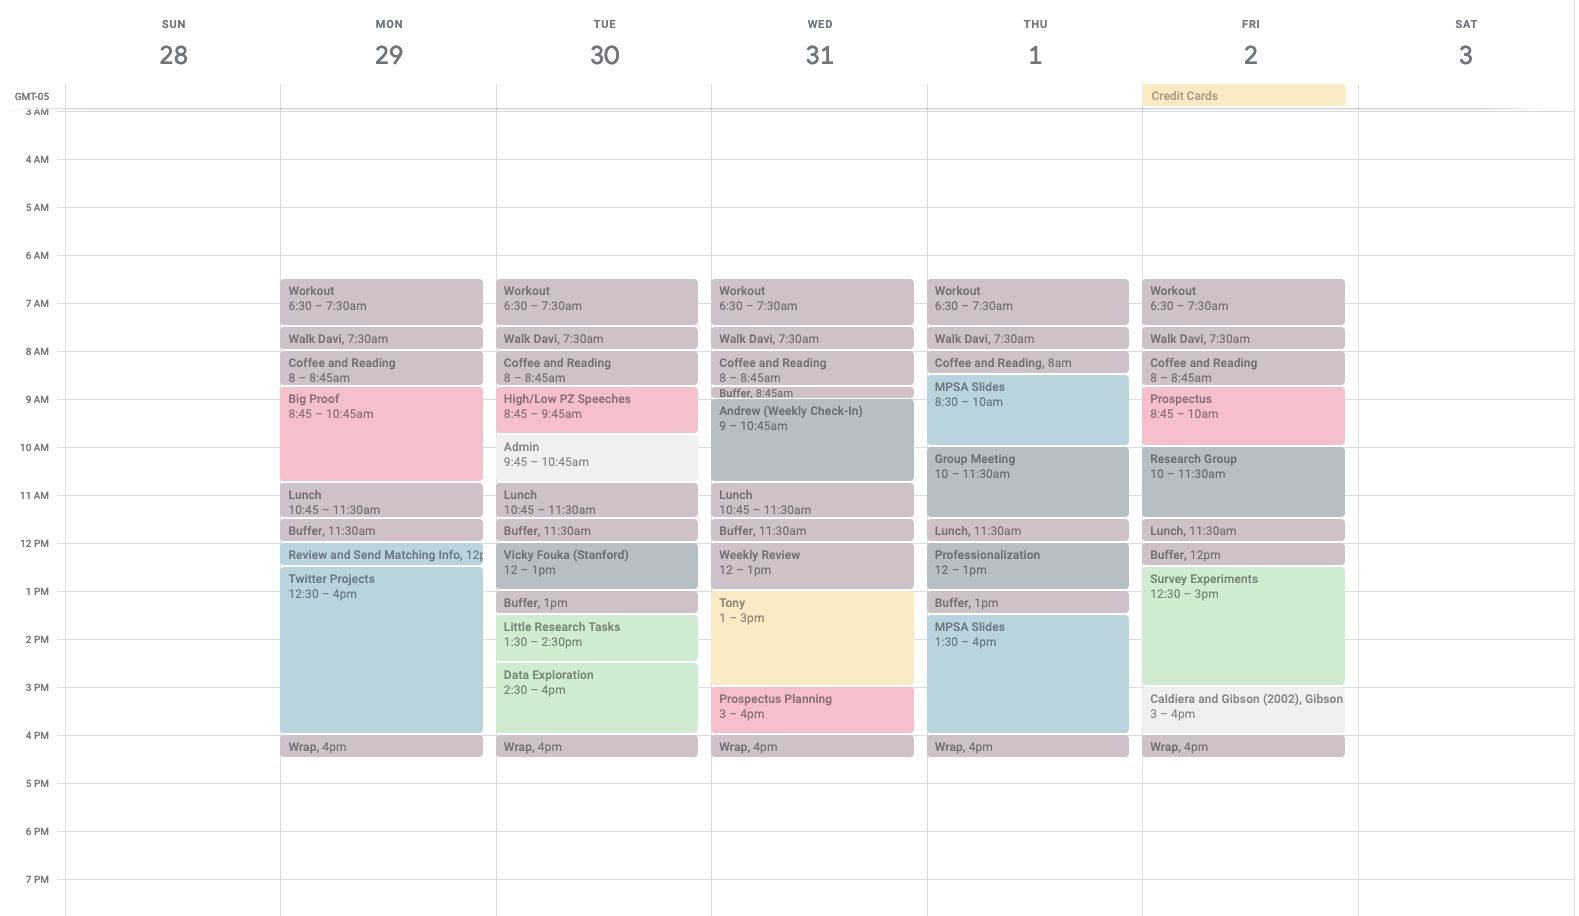 SUN
28
MON
29
TUE
30
WED
31
THU
1
FRI
2
SAT
3
GMT-05
Credit Cards
3 AM
4 AM
5 AM
6 AM
7 AM
8 AM
9 AM
10 AM
11 AM
12 PM
1 PM
2 PM
3 PM
4 PM
5 PM
6 PM
7 PM
Workout
6:30 – 7:30am
Walk Davi, 7:30am
Coffee and Reading
8 – 8:45am
Big Proof
8:45 – 10:45am
Lunch
10:45 – 11:30am
Buffer, 11:30am
Review and Send Matching Info, 12p
Twitter Projects
12:30 – 4pm
Wrap, 4pm
Workout
6:30 – 7:30am
Walk Davi, 7:30am
Coffee and Reading
8 – 8:45am
High/Low PZ Speeches
8:45 – 9:45am
Admin
9:45 – 10:45am
Lunch
10:45 – 11:30am
Buffer, 11:30am
Vicky Fouka (Stanford)
12 – 1pm
Buffer, 1pm
Little Research Tasks
1:30 – 2:30pm
Data Exploration
2:30 – 4pm
Wrap, 4pm
Workout
6:30 – 7:30am
Walk Davi, 7:30am
Coffee and Reading
8 – 8:45am
Buffer, 8:45am
Andrew (Weekly Check-In)
9 – 10:45am
Lunch
10:45 – 11:30am
Buffer, 11:30am
Weekly Review
12 – 1pm
Tony
1 – 3pm
Prospectus Planning
3 – 4pm
Wrap, 4pm
Workout
6:30 – 7:30am
Walk Davi, 7:30am
Coffee and Reading, 8am
MPSA Slides
8:30 – 10am
Group Meeting
10 – 11:30am
Lunch, 11:30am
Professionalization
12 – 1pm
Buffer, 1pm
MPSA Slides
1:30 – 4pm
Wrap, 4pm
Workout
6:30 – 7:30am
Walk Davi, 7:30am
Coffee and Reading
8 – 8:45am
Prospectus
8:45 – 10am
Research Group
10 – 11:30am
Lunch, 11:30am
Buffer, 12pm
Survey Experiments
12:30 – 3pm
Caldiera and Gibson (2002), Gibson
3 – 4pm
Wrap, 4pm